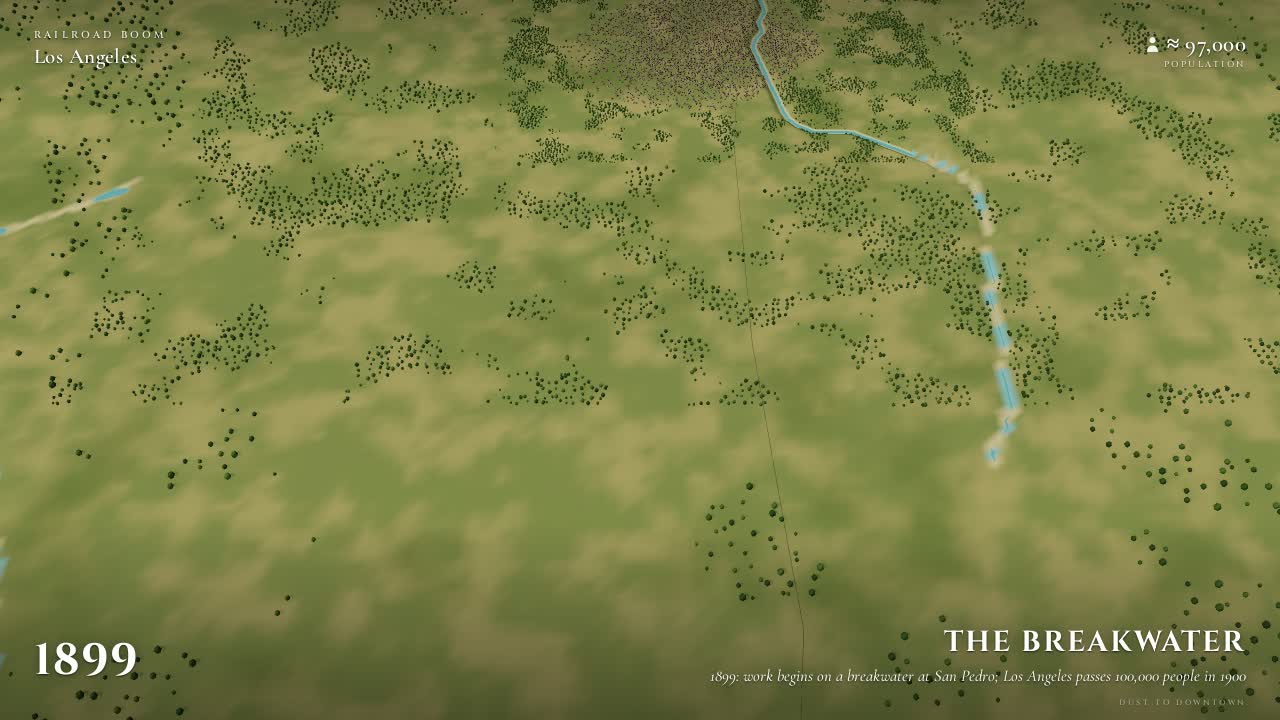 RAILROAD BOOM
Los Angeles
≈ 97,000
POPULATION
1899
THE BREAKWATER
1899: work begins on a breakwater at San Pedro; Los Angeles passes 100,000 people in 1900
DUST TO DOWNTOWN